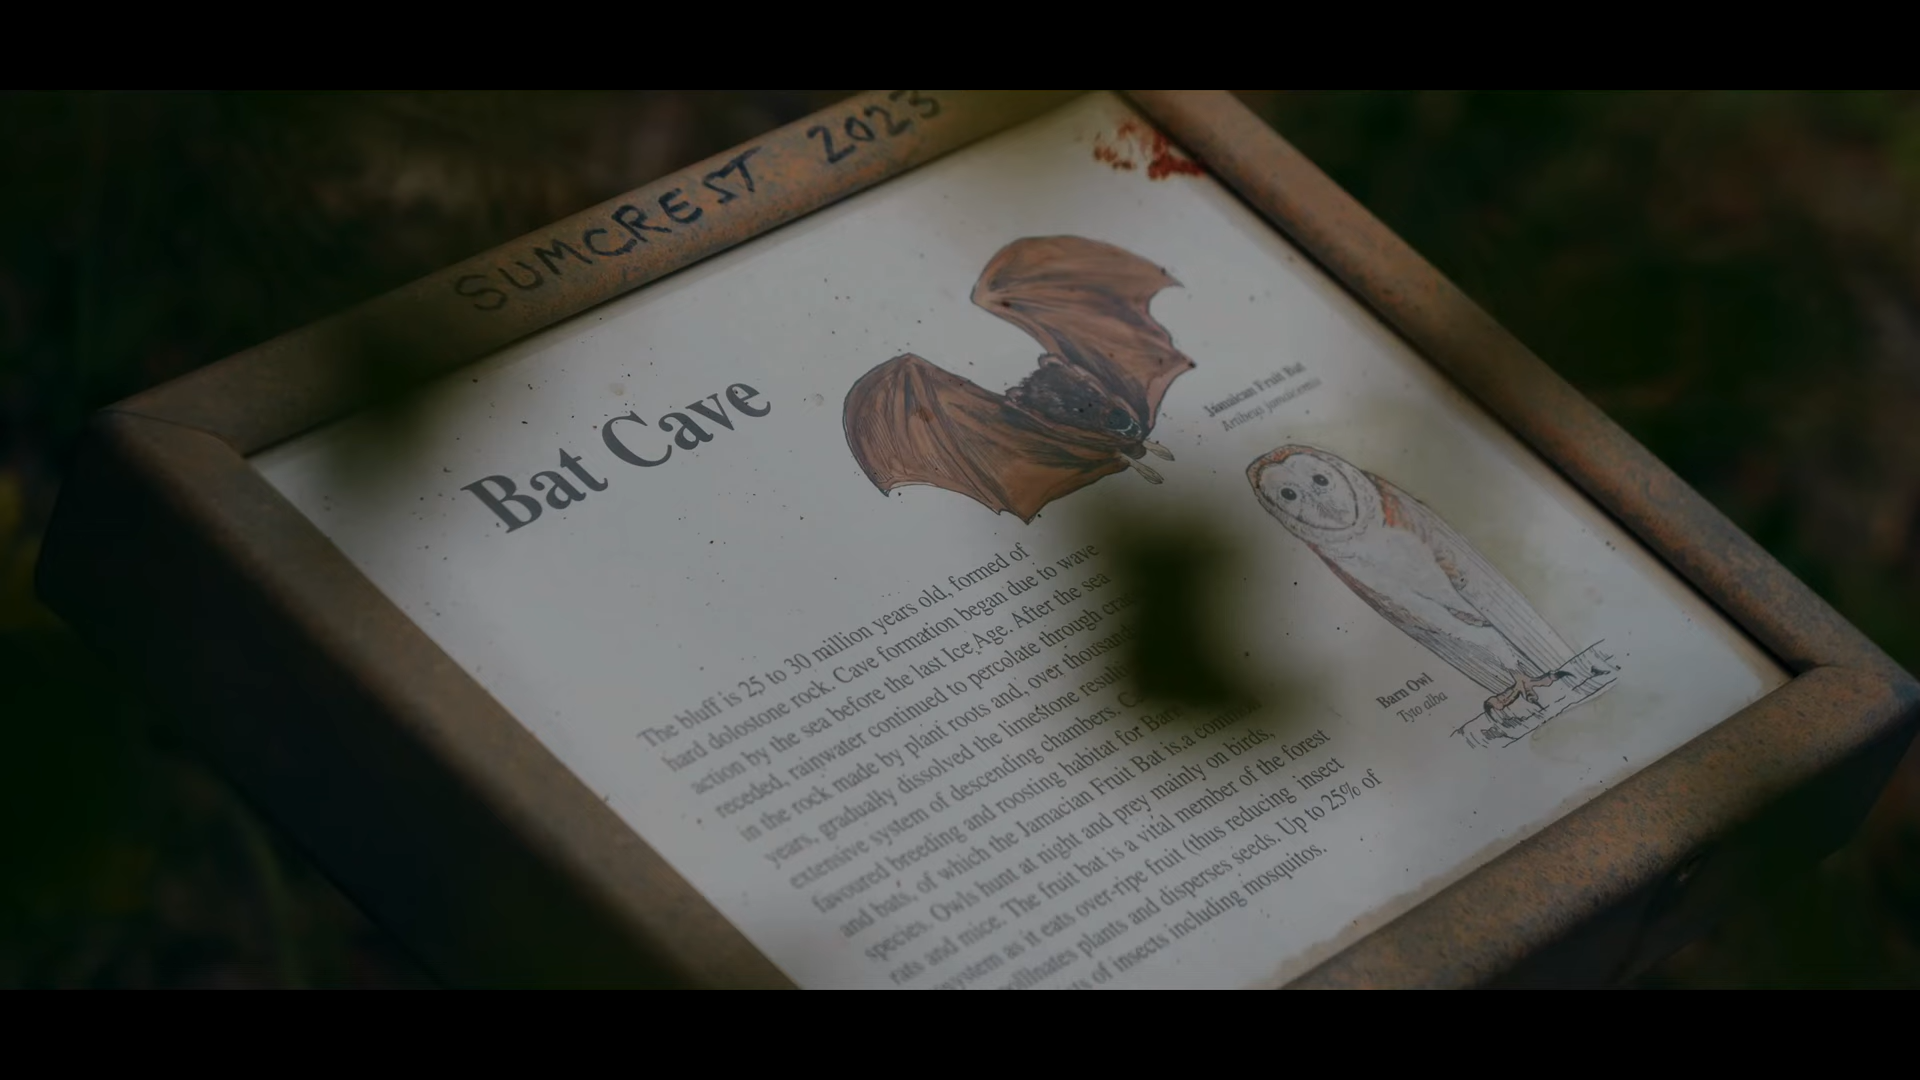 SUMCREST 2023
Bat Cave
Jamaican Fruit Bat
Artibeus jamaicensis
The bluff is 25 to 30 million years old, formed of
hard dolostone rock. Cave formation began due to wave
action by the sea before the last Ice Age. After the sea
receded, rainwater continued to percolate through
in the rock made by plant roots and, over
years, gradually dissolved the limestone
extensive system of descending chambers.
favoured breeding and roosting habitat for
and bats, of which the Jamacian Fruit Bat is a common
species. Owls hunt at night and prey mainly on birds,
rats and mice. The fruit bat is a vital member of the forest
as it eats over-ripe fruit (thus reducing insect
plants and disperses seeds. Up to 25% of
of insects including mosquitos.
Barn Owl
Tyto alba